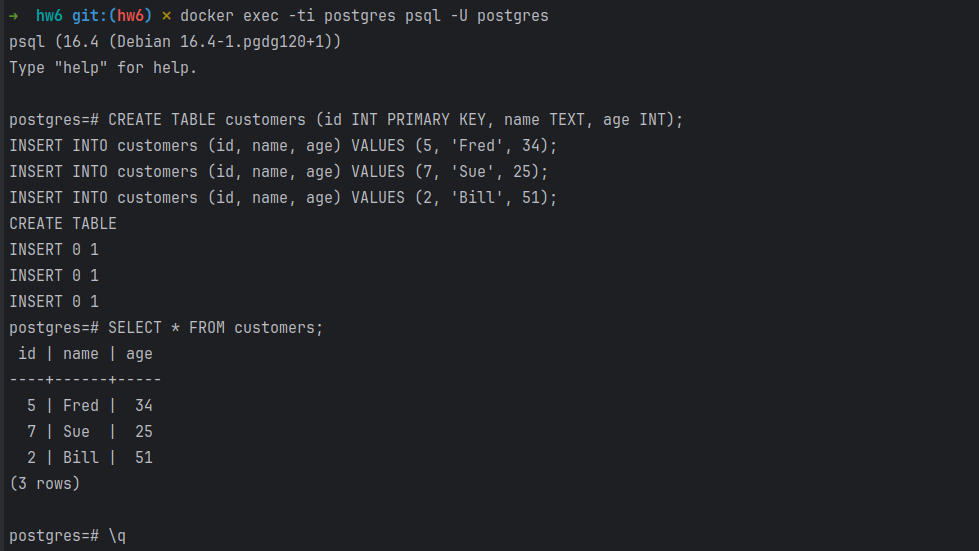 →  hw6 git:(hw6) ✗ docker exec -ti postgres psql -U postgres
psql (16.4 (Debian 16.4-1.pgdg120+1))
Type "help" for help.

postgres=# CREATE TABLE customers (id INT PRIMARY KEY, name TEXT, age INT);
INSERT INTO customers (id, name, age) VALUES (5, 'Fred', 34);
INSERT INTO customers (id, name, age) VALUES (7, 'Sue', 25);
INSERT INTO customers (id, name, age) VALUES (2, 'Bill', 51);
CREATE TABLE
INSERT 0 1
INSERT 0 1
INSERT 0 1
postgres=# SELECT * FROM customers;
 id | name | age
----+------+-----
  5 | Fred |  34
  7 | Sue  |  25
  2 | Bill |  51
(3 rows)

postgres=# \q